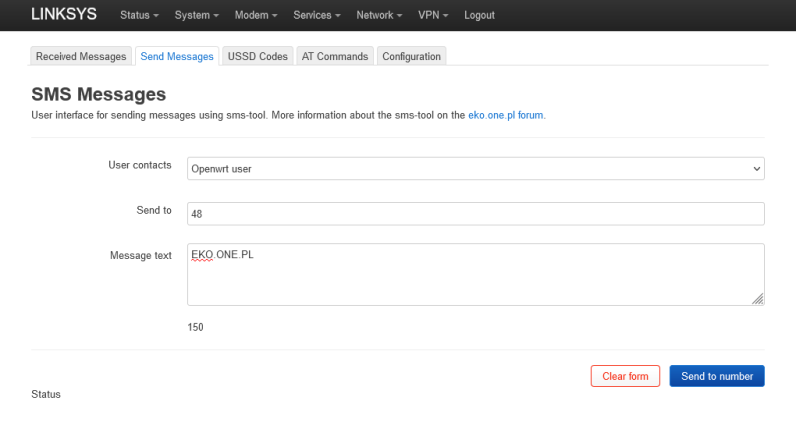 LINKSYS Status System Modem Services Network VPN Logout
Received Messages Send Messages USSD Codes AT Commands Configuration
SMS Messages
User interface for sending messages using sms-tool. More information about the sms-tool on the eko.one.pl forum.
User contacts Openwrt user
Send to 48
Message text EKO.ONE.PL
150
Clear form Send to number
Status